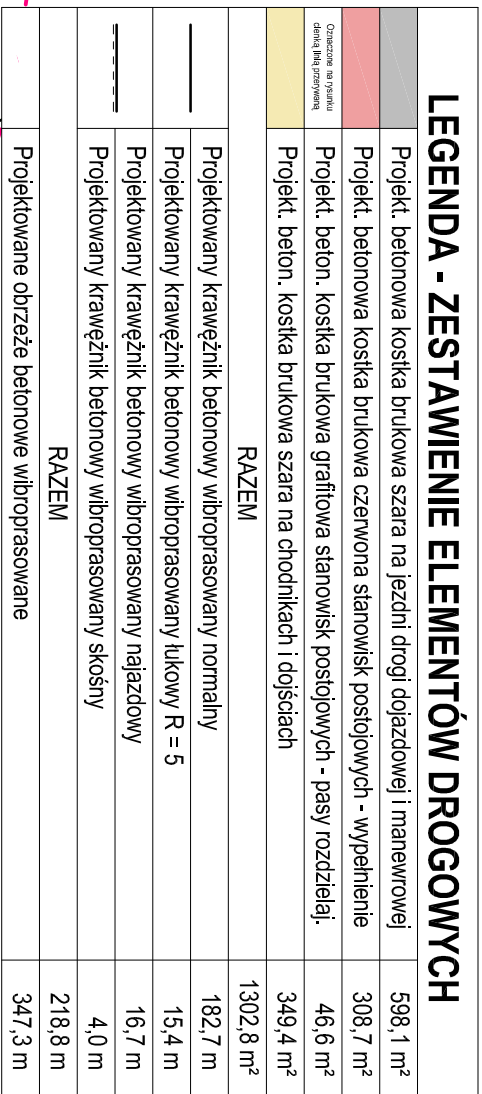 LEGENDA - ZESTAWIENIE ELEMENTÓW DROGOWYCH
Projekt. betonowa kostka brukowa szara na jezdni drogi dojazdowej i manewrowej 598,1 m²
Projekt. betonowa kostka brukowa czerwona stanowisk postojowych - wypełnienie 308,7 m²
Oznaczone na rysunku
cienką linią przerywaną
Projekt. beton. kostka brukowa grafitowa stanowisk postojowych - pasy rozdzielaj. 46,6 m²
Projekt. beton. kostka brukowa szara na chodnikach i dojściach 349,4 m²
RAZEM 1302,8 m²
Projektowany krawężnik betonowy wibroprasowany normalny 182,7 m
Projektowany krawężnik betonowy wibroprasowany łukowy R = 5 15,4 m
Projektowany krawężnik betonowy wibroprasowany najazdowy 16,7 m
Projektowany krawężnik betonowy wibroprasowany skośny 4,0 m
RAZEM 218,8 m
Projektowane obrzeże betonowe wibroprasowane 347,3 m